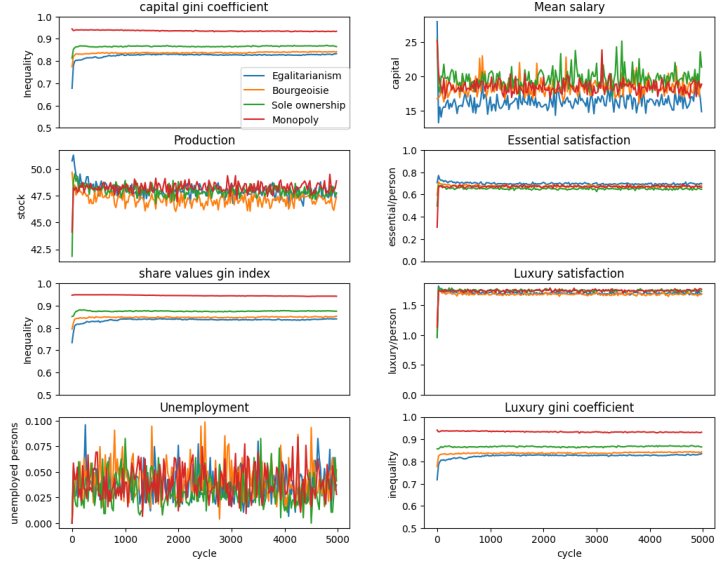 capital gini coefficient
1.0
0.9
0.8
0.7
0.6
0.5
Inequality
Egalitarianism
Bourgeoisie
Sole ownership
Monopoly
Mean salary
25
20
15
capital
Production
50.0
47.5
45.0
42.5
stock
Essential satisfaction
1.0
0.8
0.6
0.4
0.2
0.0
essential/person
share values gin index
1.0
0.9
0.8
0.7
0.6
0.5
Inequality
Luxury satisfaction
1.5
1.0
0.5
0.0
luxury/person
Unemployment
0.100
0.075
0.050
0.025
0.000
unemployed persons
0 1000 2000 3000 4000 5000
cycle
Luxury gini coefficient
1.0
0.9
0.8
0.7
0.6
0.5
inequality
0 1000 2000 3000 4000 5000
cycle